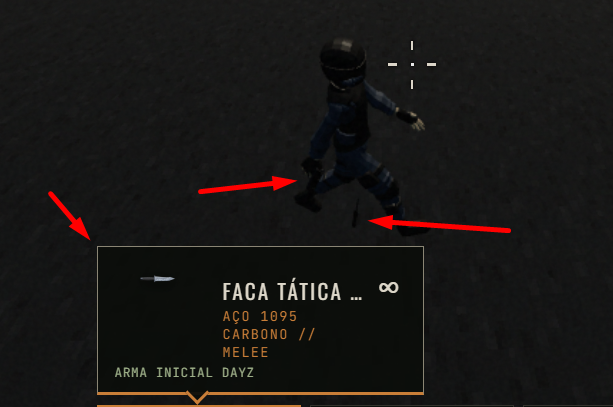 FACA TÁTICA ... ∞
AÇO 1095
CARBONO //
MELEE
ARMA INICIAL DAYZ